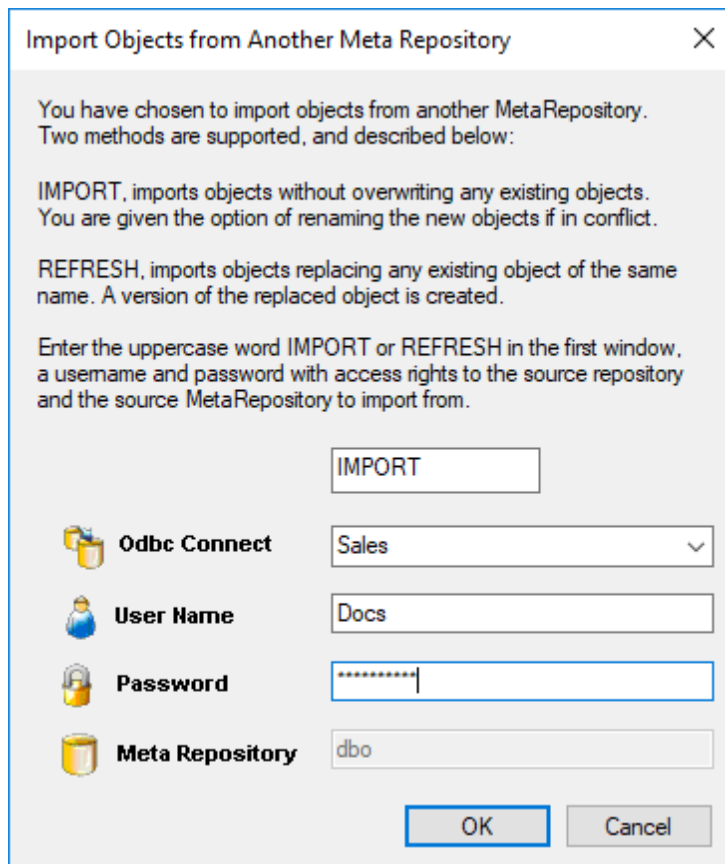 Import Objects from Another Meta Repository
You have chosen to import objects from another MetaRepository.
Two methods are supported, and described below:
IMPORT, imports objects without overwriting any existing objects.
You are given the option of renaming the new objects if in conflict.
REFRESH, imports objects replacing any existing object of the same
name. A version of the replaced object is created.
Enter the uppercase word IMPORT or REFRESH in the first window,
a username and password with access rights to the source repository
and the source MetaRepository to import from.
IMPORT
Odbc Connect Sales
User Name Docs
Password **********
Meta Repository dbo
OK Cancel